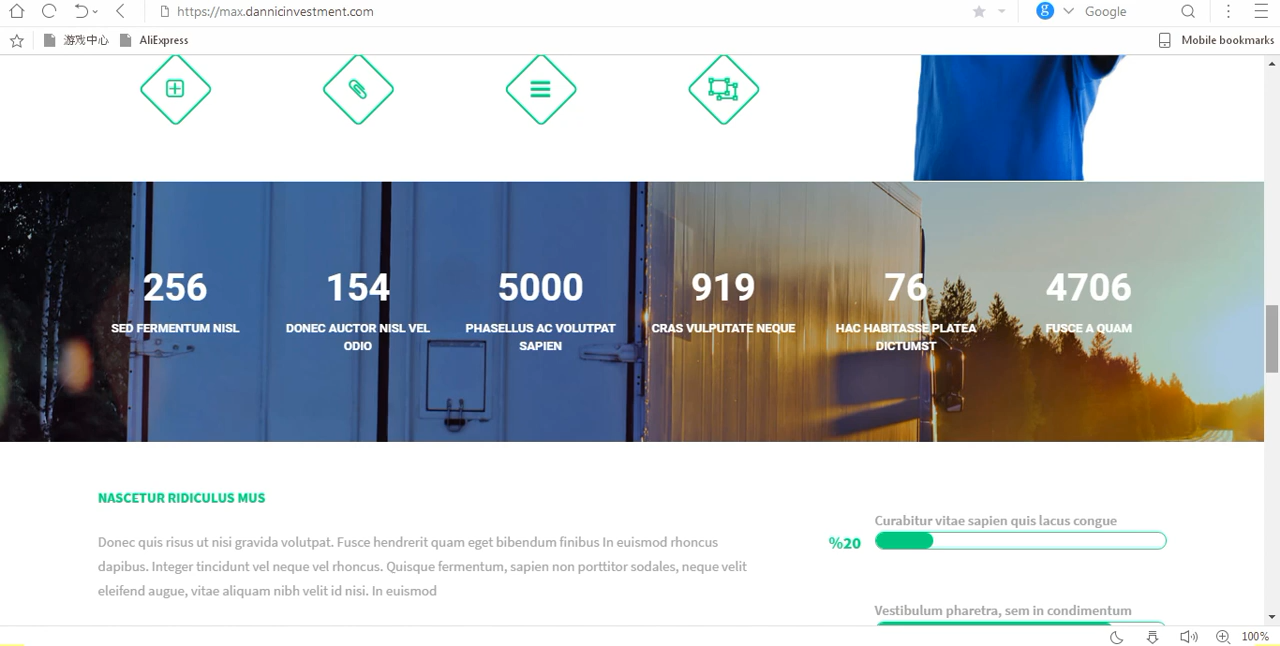 https://max.dannicinvestment.com
Google
游戏中心
AliExpress
Mobile bookmarks
256
154
5000
919
76
4706
SED FERMENTUM NISL
DONEC AUCTOR NISL VEL
ODIO
PHASELLUS AC VOLUTPAT
SAPIEN
CRAS VULPUTATE NEQUE
HAC HABITASSE PLATEA
DICTUMST
FUSCE A QUAM
NASCETUR RIDICULUS MUS
Donec quis risus ut nisi gravida volutpat. Fusce hendrerit quam eget bibendum finibus In euismod rhoncus
dapibus. Integer tincidunt vel neque vel rhoncus. Quisque fermentum, sapien non porttitor sodales, neque velit
eleifend augue, vitae aliquam nibh velit id nisi. In euismod
Curabitur vitae sapien quis lacus congue
%20
Vestibulum pharetra, sem in condimentum
100%